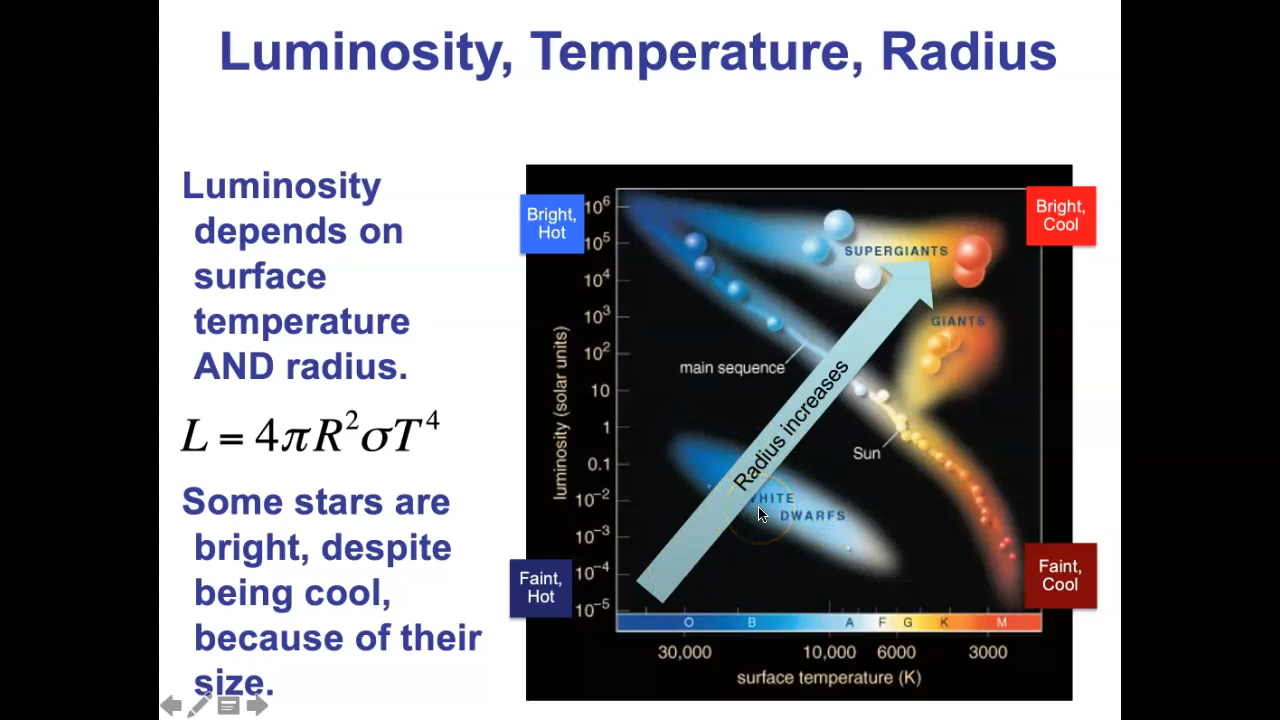 Luminosity, Temperature, Radius
Luminosity
depends on
surface
temperature
AND radius.
L = 4πR²σT⁴
Some stars are
bright, despite
being cool,
because of their
size.
Bright,
Hot
Bright,
Cool
Faint,
Hot
Faint,
Cool
luminosity (solar units)
10⁶
10⁵
10⁴
10³
10²
10
1
0.1
10⁻²
10⁻³
10⁻⁴
10⁻⁵
SUPERGIANTS
GIANTS
main sequence
Radius increases
Sun
WHITE
DWARFS
O B A F G K M
30,000 10,000 6000 3000
surface temperature (K)